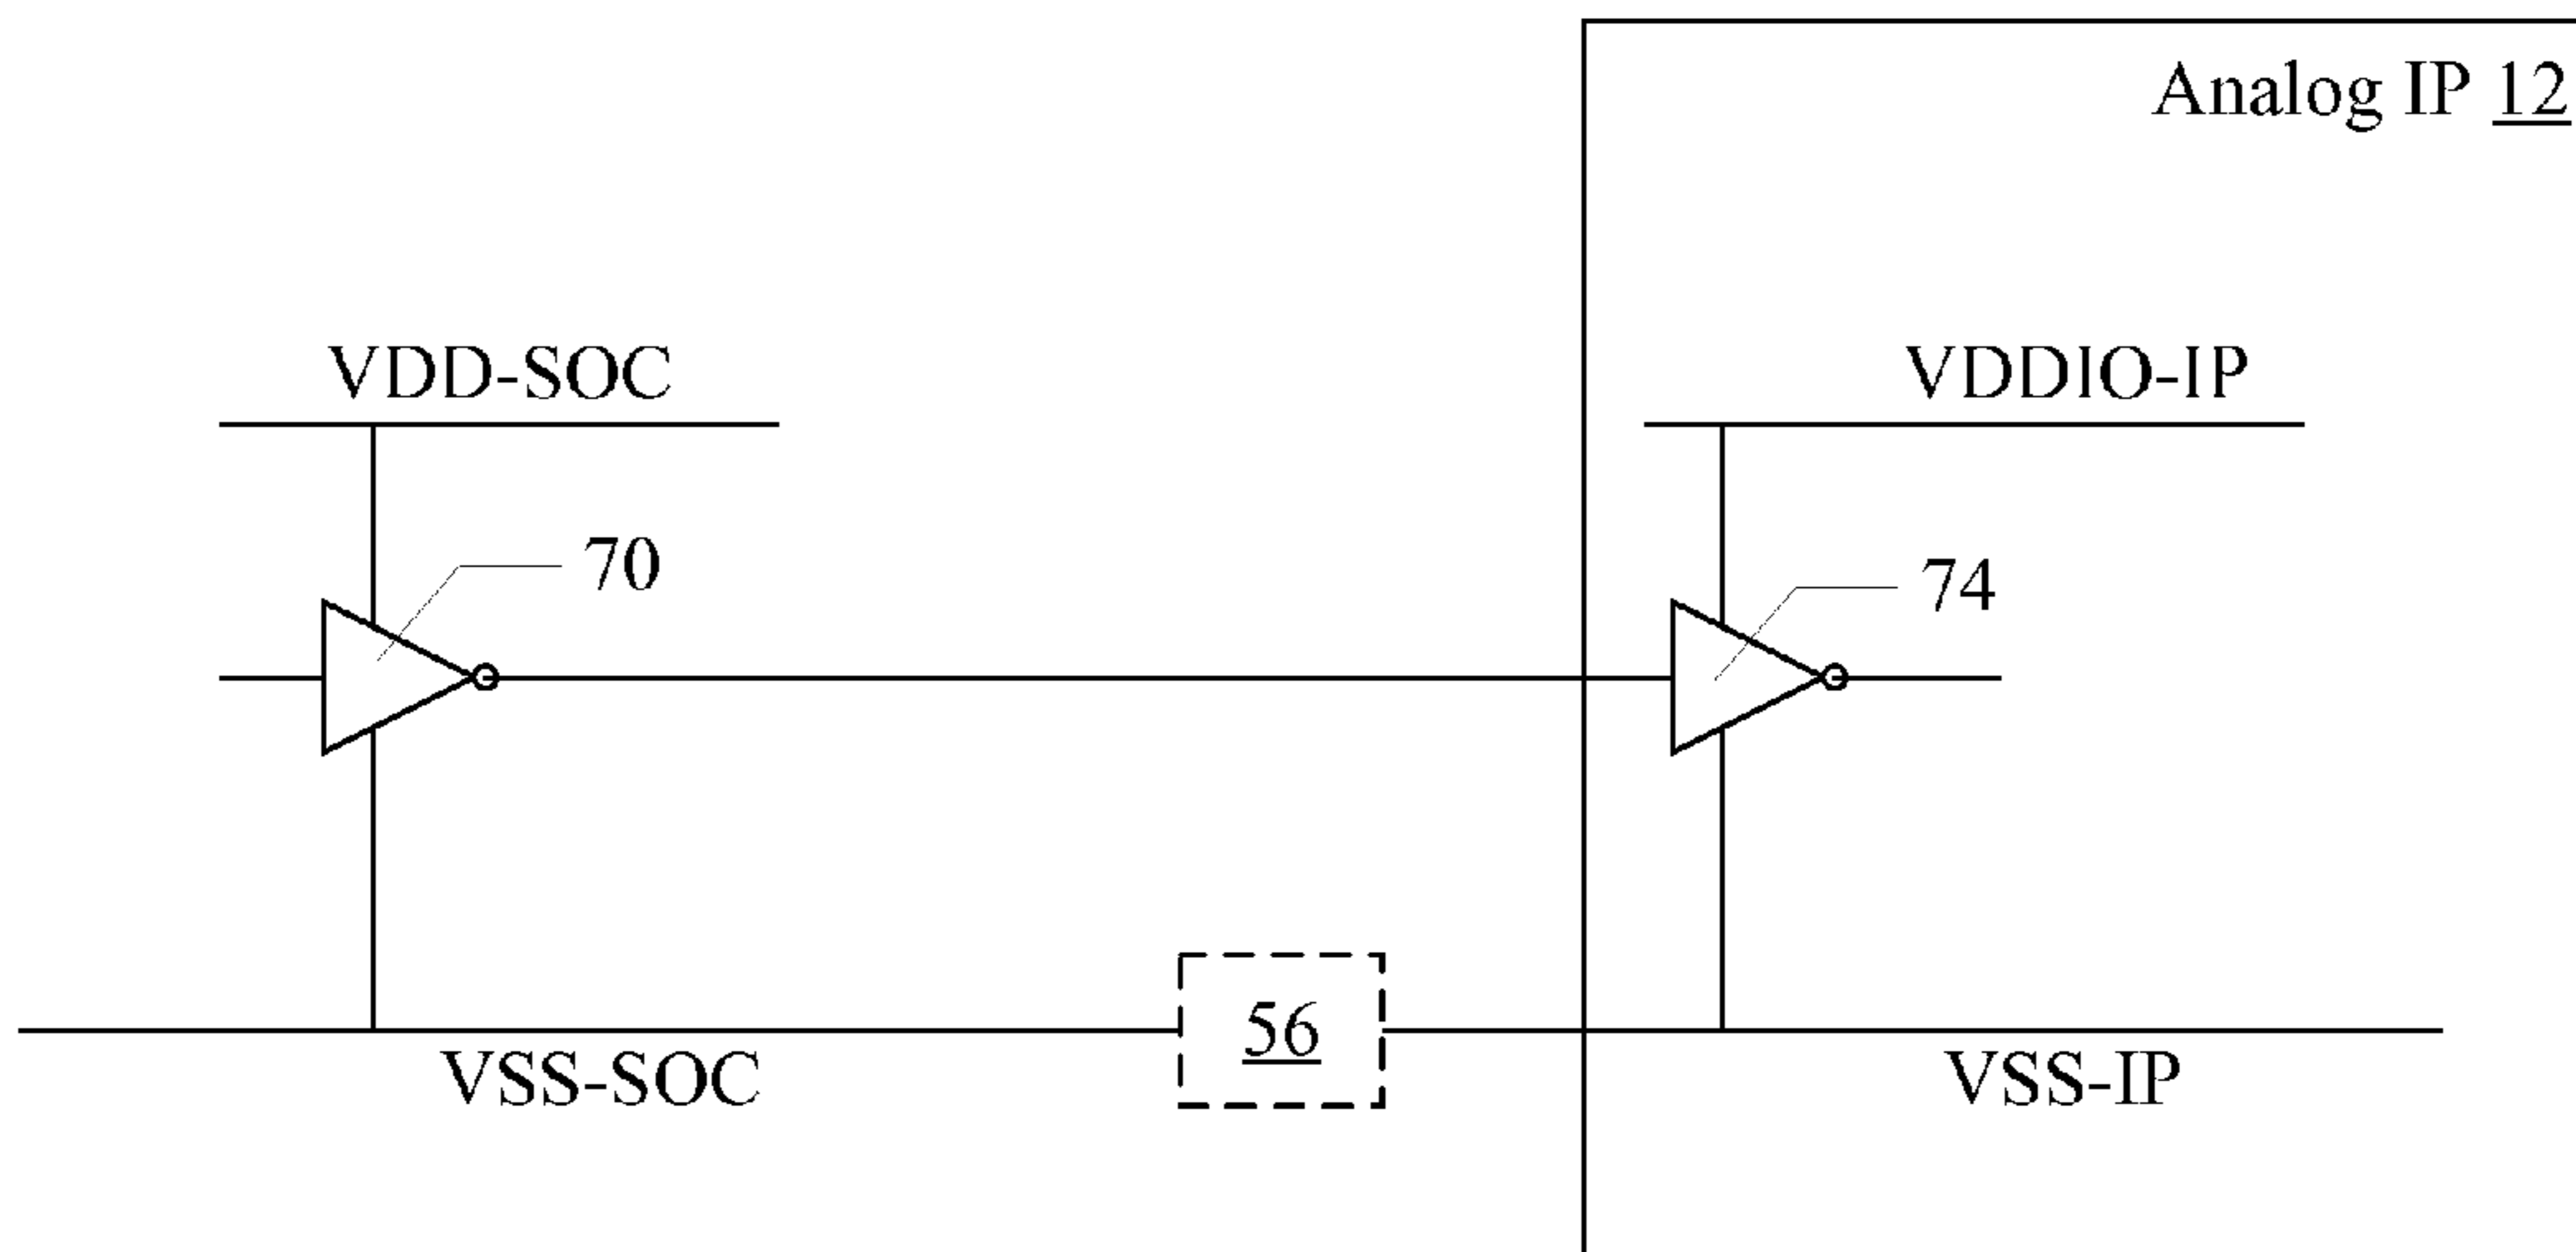 Analog IP 12
VDD-SOC
VDDIO-IP
70
74
56
VSS-SOC
VSS-IP